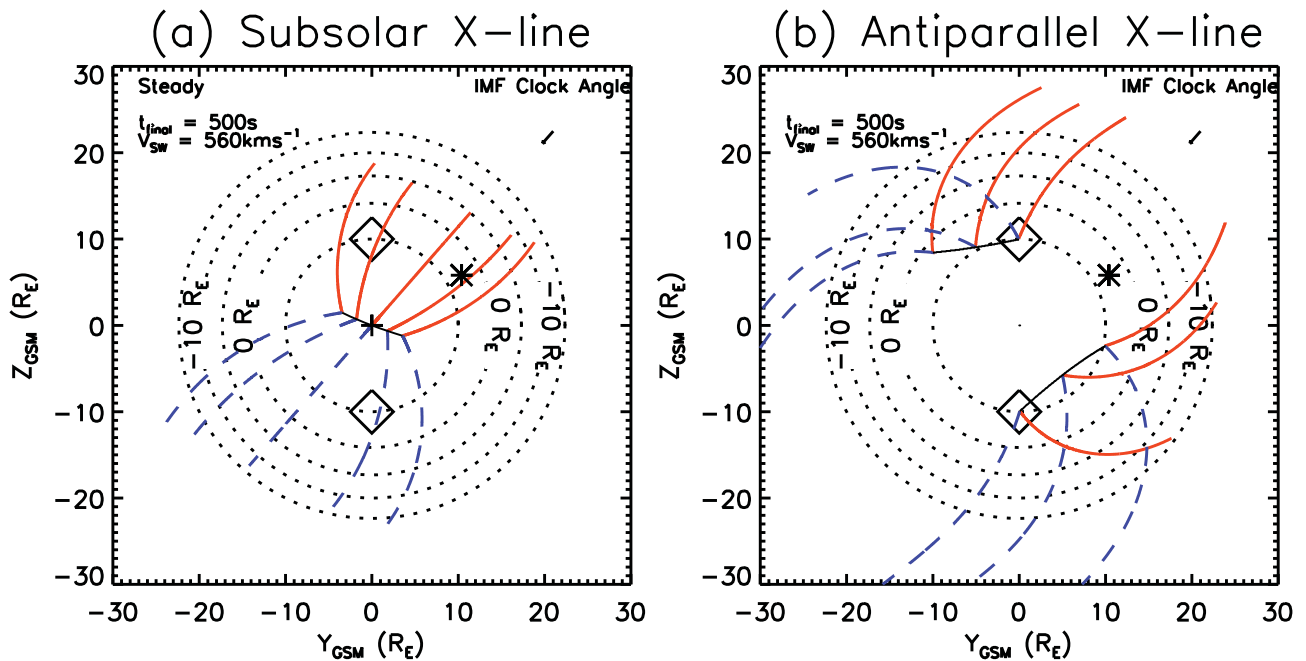 (a) Subsolar X-line
(b) Antiparallel X-line
Steady
IMF Clock Angle
t_final = 500s
V_SW = 560kms^-1
IMF Clock Angle
t_final = 500s
V_SW = 560kms^-1
30
20
10
0
-10
-20
-30
Z_GSM (R_E)
-10 R_E
0 R_E
0 R_E
-10 R_E
-30 -20 -10 0 10 20 30
Y_GSM (R_E)
30
20
10
0
-10
-20
-30
Z_GSM (R_E)
-10 R_E
0 R_E
0 R_E
-10 R_E
-30 -20 -10 0 10 20 30
Y_GSM (R_E)